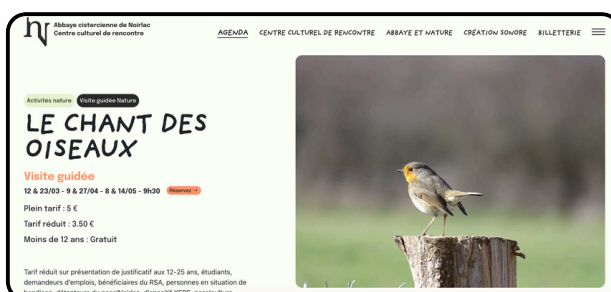 Abbaye cistercienne de Noirlac
Centre culturel de rencontre
AGENDA CENTRE CULTUREL DE RENCONTRE ABBAYE ET NATURE CRÉATION SONORE BILLETTERIE
Activités nature Visite guidée Nature
LE CHANT DES
OISEAUX
Visite guidée
12 & 23/03 - 9 & 27/04 - 8 & 14/05 - 9h30 Réservez →
Plein tarif : 5 €
Tarif réduit : 3.50 €
Moins de 12 ans : Gratuit
Tarif réduit sur présentation de justificatif aux 12-25 ans, étudiants,
demandeurs d'emplois, bénéficiaires du RSA, personnes en situation de